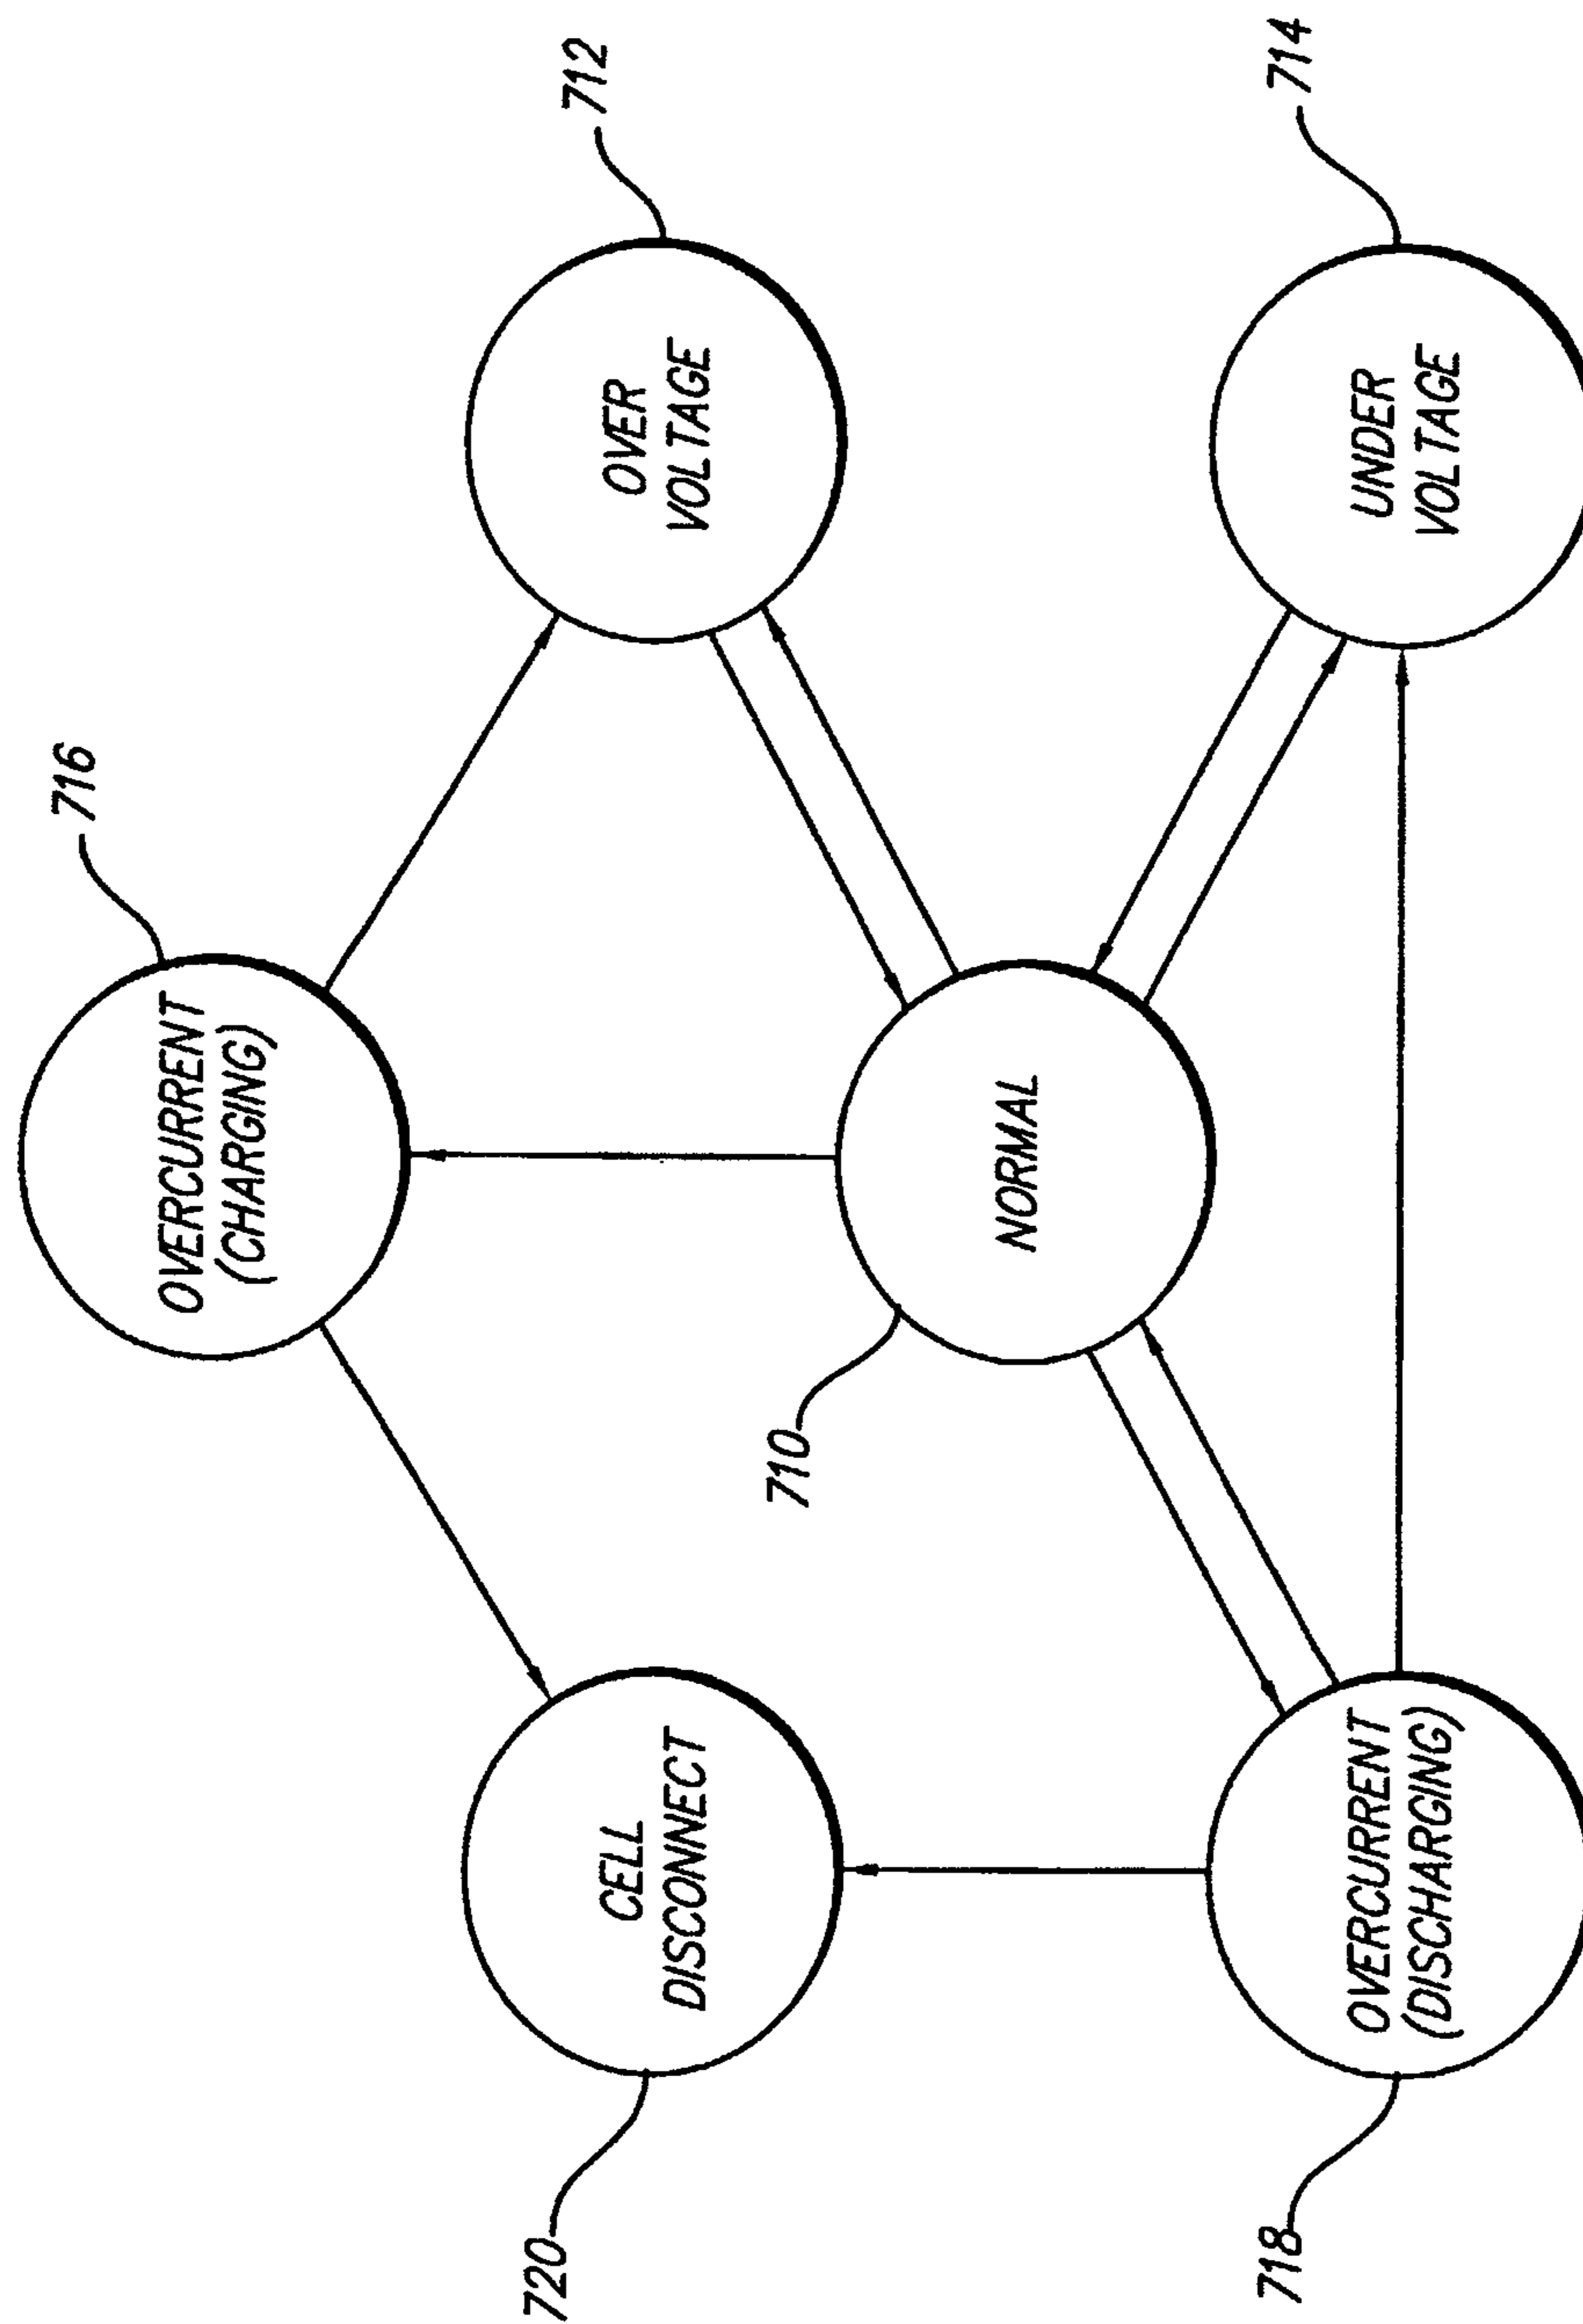 716
OVERCURRENT
(CHARGING)
720
CELL
DISCONNECT
OVER
VOLTAGE
712
710
NORMAL
718
OVERCURRENT
(DISCHARGING)
UNDER
VOLTAGE
714